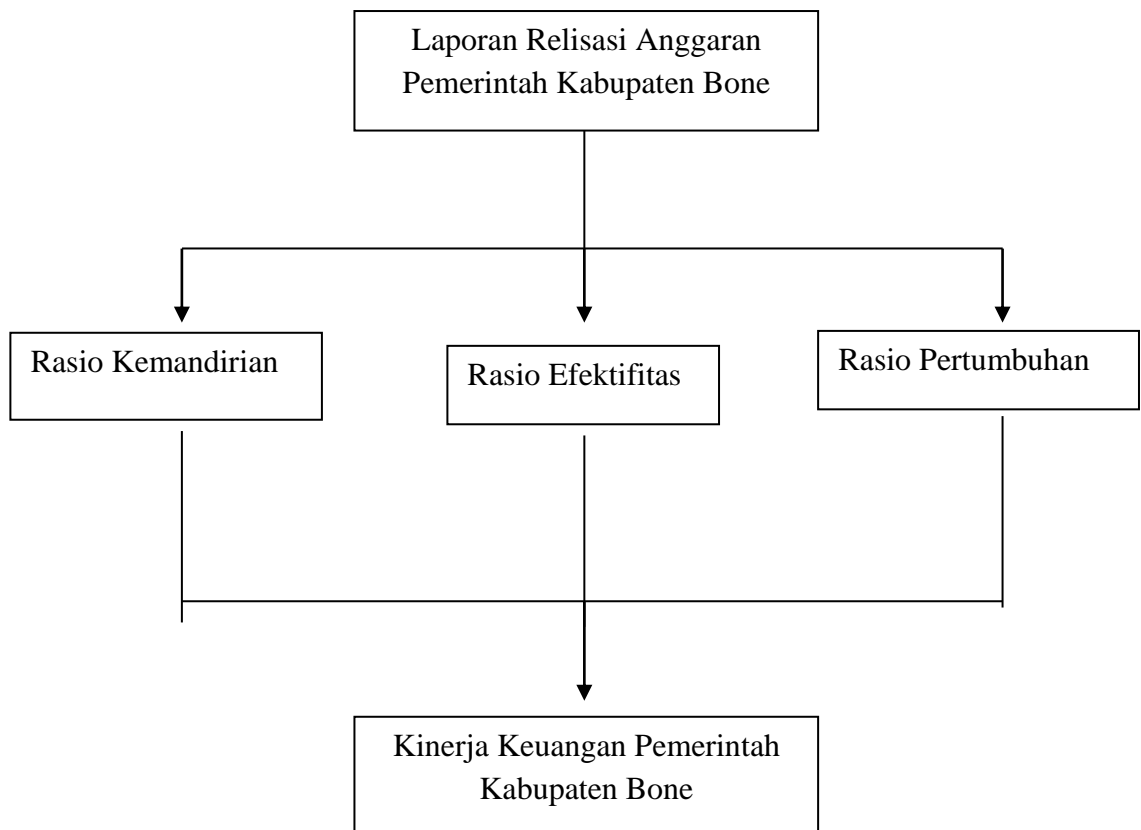 Laporan Relisasi Anggaran
Pemerintah Kabupaten Bone
Rasio Kemandirian
Rasio Efektifitas
Rasio Pertumbuhan
Kinerja Keuangan Pemerintah
Kabupaten Bone